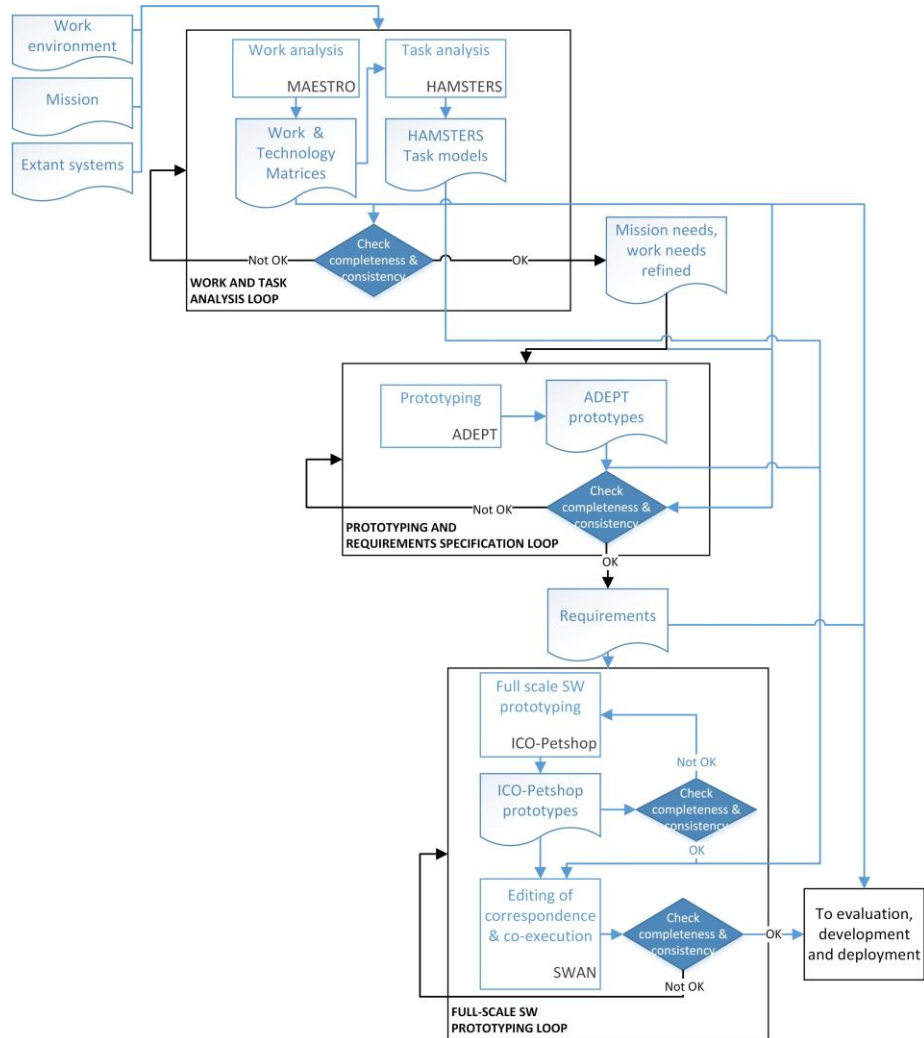 Work
environment
Mission
Extant systems
Work analysis
MAESTRO
Task analysis
HAMSTERS
Work & 
Technology
Matrices
HAMSTERS
Task models
Check
completeness &
consistency
Not OK
OK
WORK AND TASK
ANALYSIS LOOP
Mission needs,
work needs
refined
Prototyping
ADEPT
ADEPT
prototypes
Check
completeness &
consistency
Not OK
PROTOTYPING AND
REQUIREMENTS SPECIFICATION LOOP
OK
Requirements
Full scale SW
prototyping
ICO-Petshop
Not OK
ICO-Petshop
prototypes
Check
completeness &
consistency
OK
Editing of
correspondence
& co-execution
SWAN
Check
completeness &
consistency
OK
Not OK
To evaluation,
development
and deployment
FULL-SCALE SW
PROTOTYPING LOOP